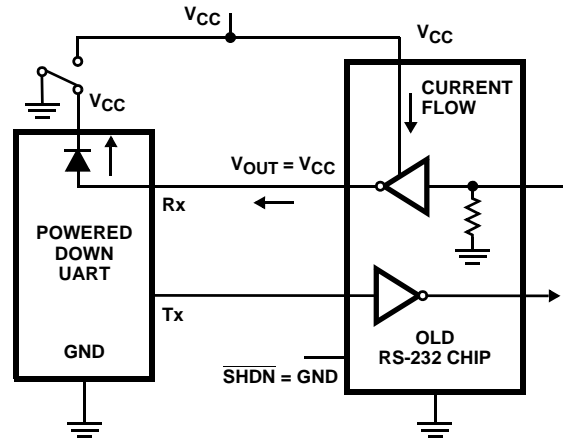 VCC
VCC
VCC
CURRENT
FLOW
VOUT = VCC
Rx
POWERED
DOWN
UART
Tx
GND
OLD
RS-232 CHIP
SHDN = GND